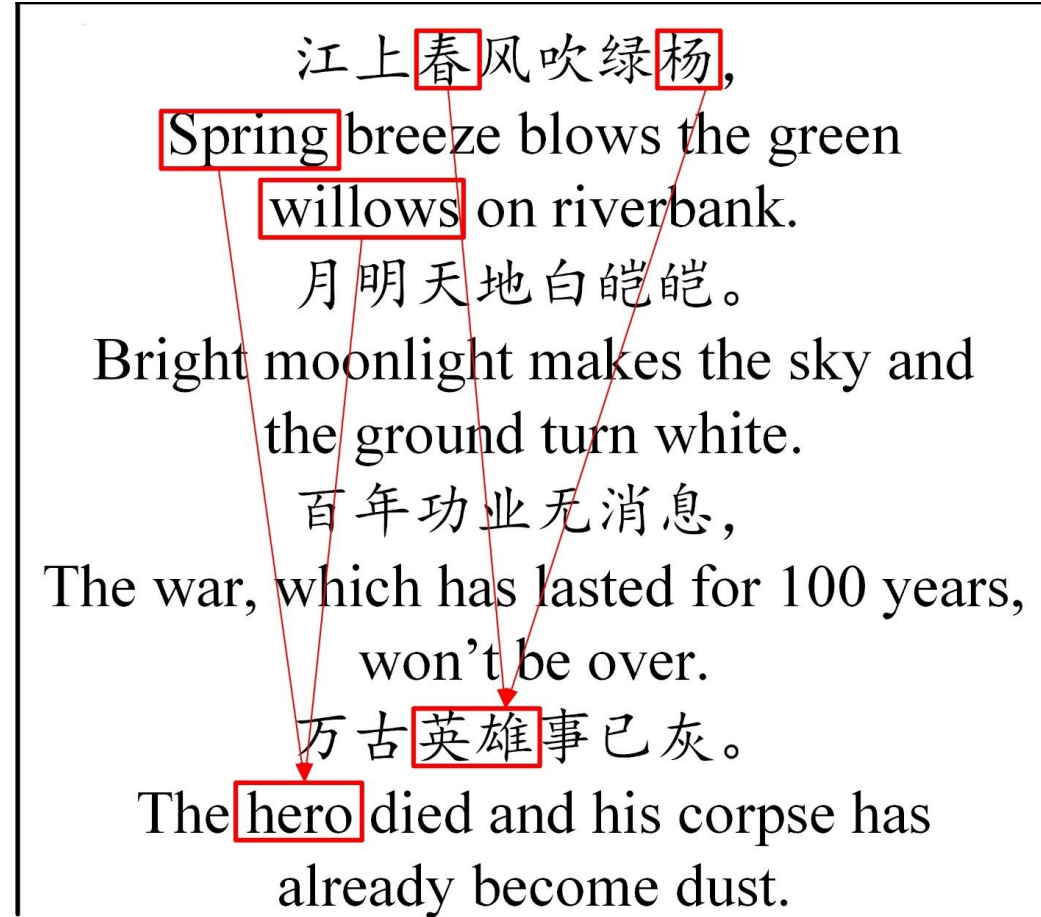 江上春风吹绿杨,
Spring breeze blows the green
willows on riverbank.
月明天地白皑皑。
Bright moonlight makes the sky and
the ground turn white.
百年功业无消息,
The war, which has lasted for 100 years,
won't be over.
万古英雄事已灰。
The hero died and his corpse has
already become dust.